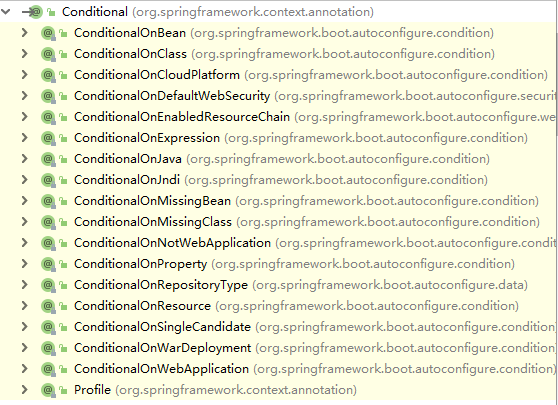 Conditional (org.springframework.context.annotation)
ConditionalOnBean (org.springframework.boot.autoconfigure.condition)
ConditionalOnClass (org.springframework.boot.autoconfigure.condition)
ConditionalOnCloudPlatform (org.springframework.boot.autoconfigure.condition)
ConditionalOnDefaultWebSecurity (org.springframework.boot.autoconfigure.securit
ConditionalOnEnabledResourceChain (org.springframework.boot.autoconfigure.we
ConditionalOnExpression (org.springframework.boot.autoconfigure.condition)
ConditionalOnJava (org.springframework.boot.autoconfigure.condition)
ConditionalOnJndi (org.springframework.boot.autoconfigure.condition)
ConditionalOnMissingBean (org.springframework.boot.autoconfigure.condition)
ConditionalOnMissingClass (org.springframework.boot.autoconfigure.condition)
ConditionalOnNotWebApplication (org.springframework.boot.autoconfigure.condit
ConditionalOnProperty (org.springframework.boot.autoconfigure.condition)
ConditionalOnRepositoryType (org.springframework.boot.autoconfigure.data)
ConditionalOnResource (org.springframework.boot.autoconfigure.condition)
ConditionalOnSingleCandidate (org.springframework.boot.autoconfigure.condition)
ConditionalOnWarDeployment (org.springframework.boot.autoconfigure.condition)
ConditionalOnWebApplication (org.springframework.boot.autoconfigure.condition)
Profile (org.springframework.context.annotation)